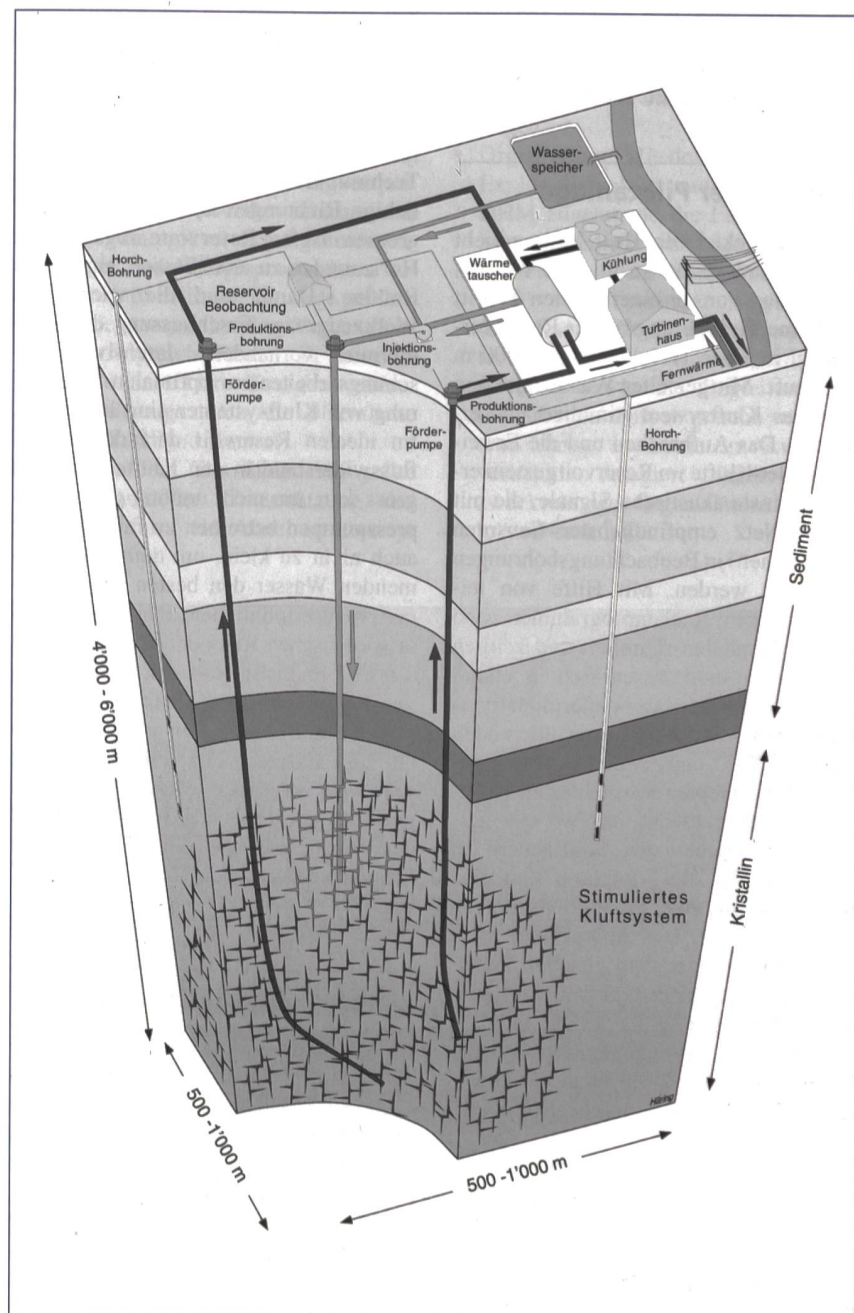 Wasser-
speicher
Horch-
Bohrung
Wärme
tauscher
Kühlung
Reservoir
Beobachtung
Produktions
bohrung
Injektions
bohrung
Turbinen
haus
Fernwärme
Förder
pumpe
Produktions
bohrung
Förder-
pumpe
Horch-
Bohrung
Sediment
4'000 - 6'000 m
Stimuliertes
Kluftsystem
Kristallin
Häring
500 -1'000 m
500 -1'000 m